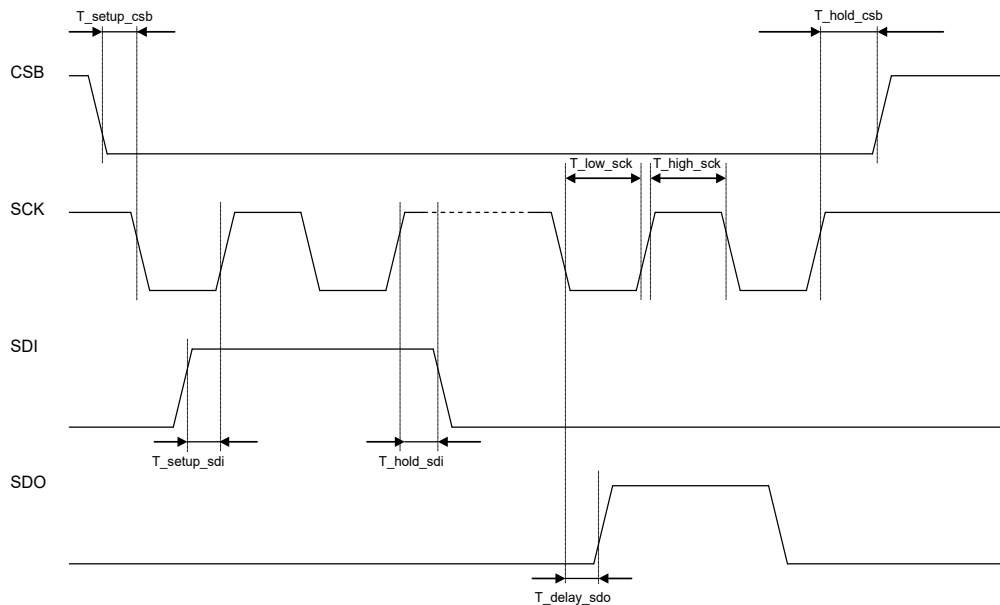 T_setup_csb
T_hold_csb
CSB
T_low_sck
T_high_sck
SCK
SDI
T_setup_sdi
T_hold_sdi
SDO
T_delay_sdo